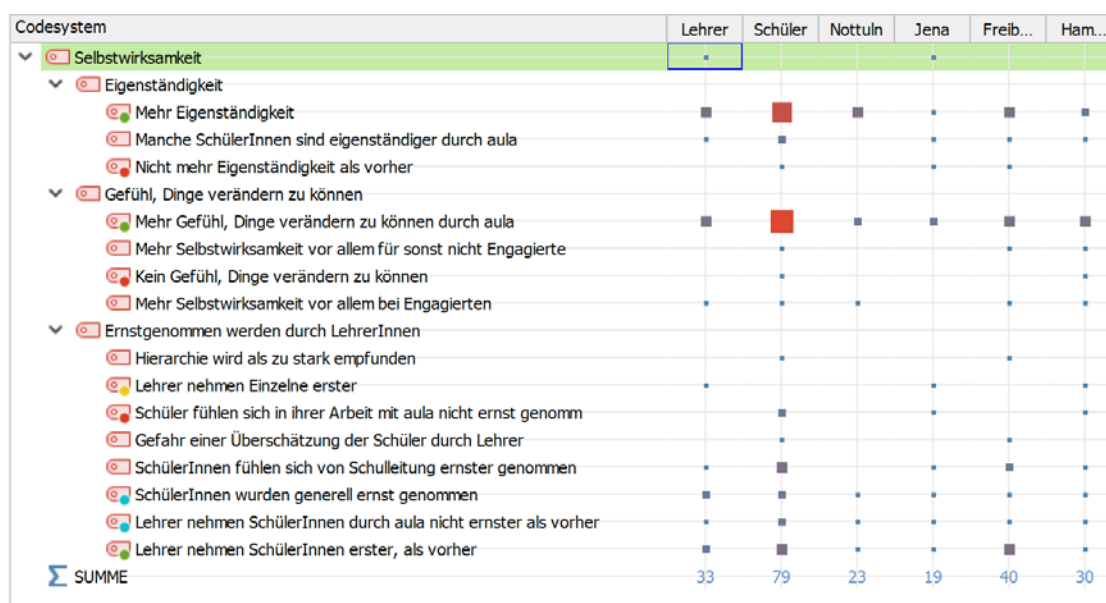 Codesystem Lehrer Schüler Nottuln Jena Freib... Ham...
Selbstwirksamkeit
Eigenständigkeit
Mehr Eigenständigkeit
Manche SchülerInnen sind eigenständiger durch aula
Nicht mehr Eigenständigkeit als vorher
Gefühl, Dinge verändern zu können
Mehr Gefühl, Dinge verändern zu können durch aula
Mehr Selbstwirksamkeit vor allem für sonst nicht Engagierte
Kein Gefühl, Dinge verändern zu können
Mehr Selbstwirksamkeit vor allem bei Engagierten
Ernstgenommen werden durch LehrerInnen
Hierarchie wird als zu stark empfunden
Lehrer nehmen Einzelne erster
Schüler fühlen sich in ihrer Arbeit mit aula nicht ernst genomm
Gefahr einer Überschätzung der Schüler durch Lehrer
SchülerInnen fühlen sich von Schulleitung ernster genommen
SchülerInnen wurden generell ernst genommen
Lehrer nehmen SchülerInnen durch aula nicht ernster als vorher
Lehrer nehmen SchülerInnen erster, als vorher
Σ SUMME 33 79 23 19 40 30